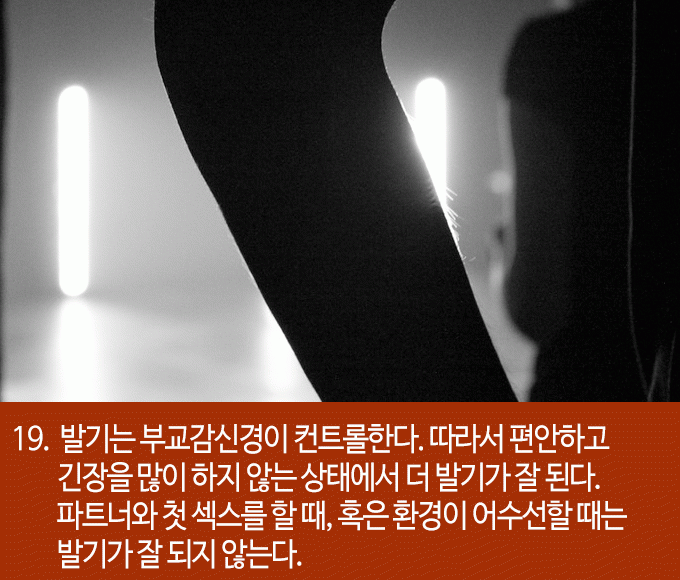 19. 발기는 부교감신경이 컨트롤한다. 따라서 편안하고
긴장을 많이 하지 않는 상태에서 더 발기가 잘 된다.
파트너와 첫 섹스를 할 때, 혹은 환경이 어수선할 때는
발기가 잘 되지 않는다.